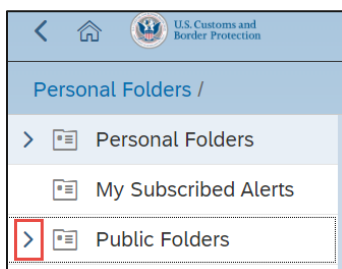 U.S. Customs and
Border Protection
Personal Folders /
Personal Folders
My Subscribed Alerts
Public Folders